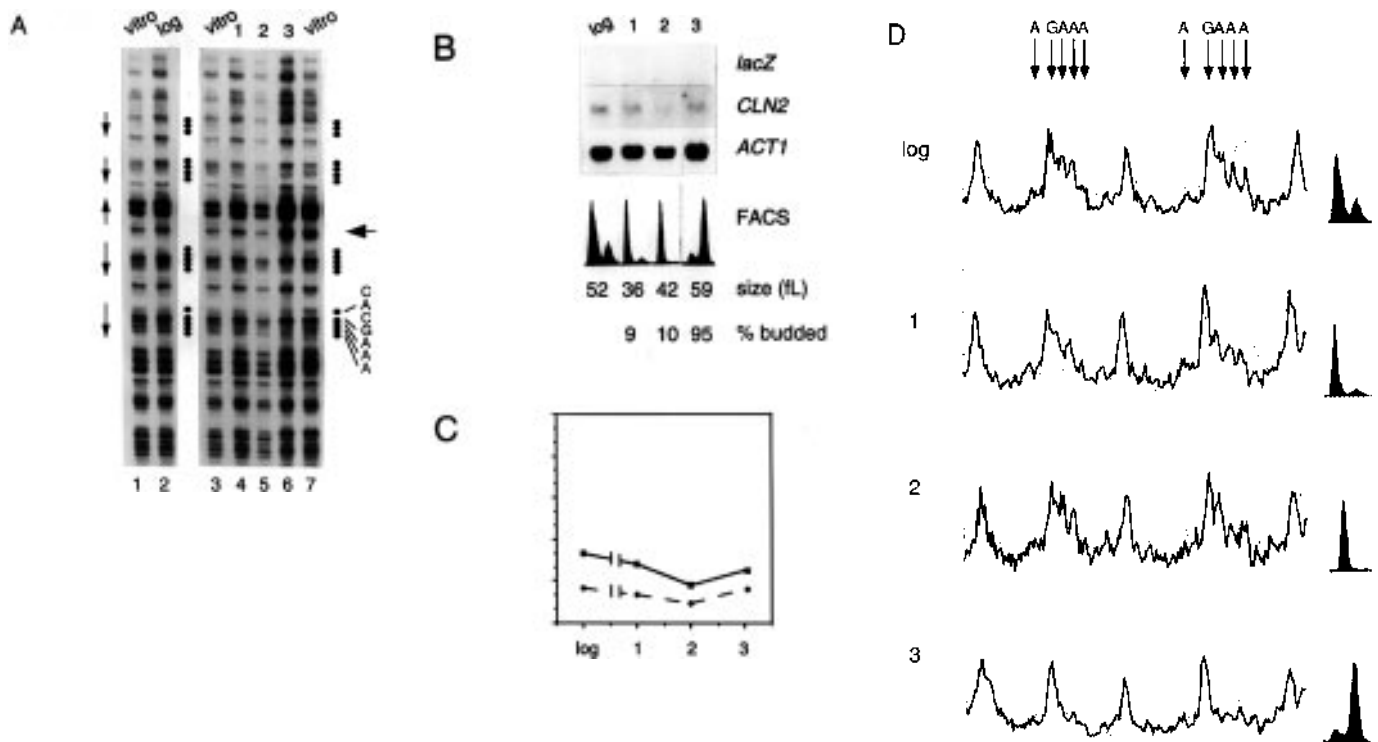 A
vitro log vitro 1 2 3 vitro
C
A
C
G
A
A
A
A
1 2 3 4 5 6 7
B
log 1 2 3
lacZ
CLN2
ACT1
FACS
52 36 42 59 size (fL)
9 10 95 % budded
C
log 1 2 3
D
A GAAA A GAAA
log
1
2
3